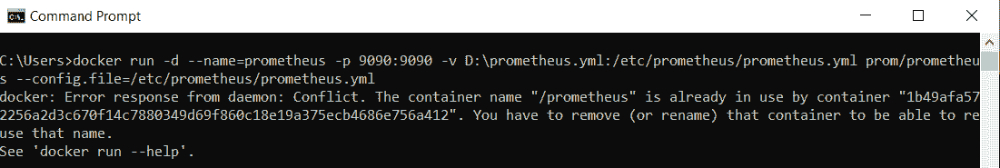 Command Prompt
C:\Users>docker run -d --name=prometheus -p 9090:9090 -v D:\prometheus.yml:/etc/prometheus/prometheus.yml prom/prometheu
s --config.file=/etc/prometheus/prometheus.yml
docker: Error response from daemon: Conflict. The container name "/prometheus" is already in use by container "1b49afa57
2256a2d3c670f14c7880349d69f860c18e19a375ecb4686e756a412". You have to remove (or rename) that container to be able to re
use that name.
See 'docker run --help'.